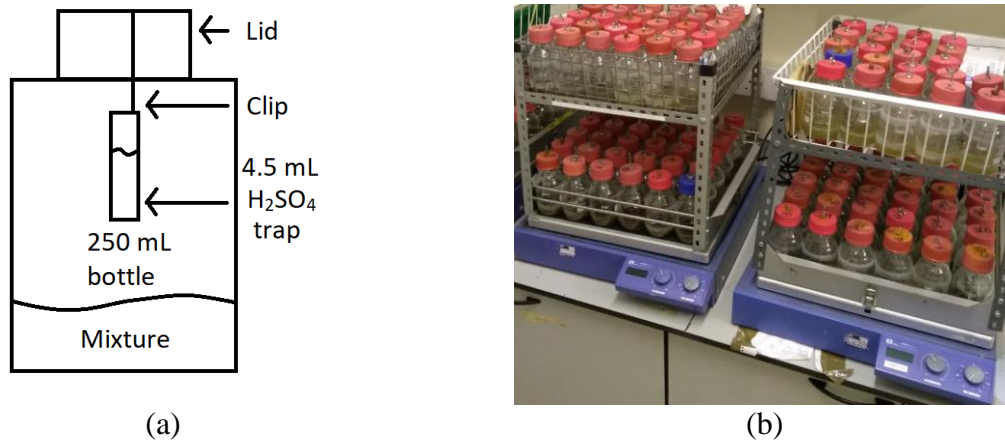 Lid
Clip
4.5 mL
H₂SO₄
trap
250 mL
bottle
Mixture
(a)
(b)